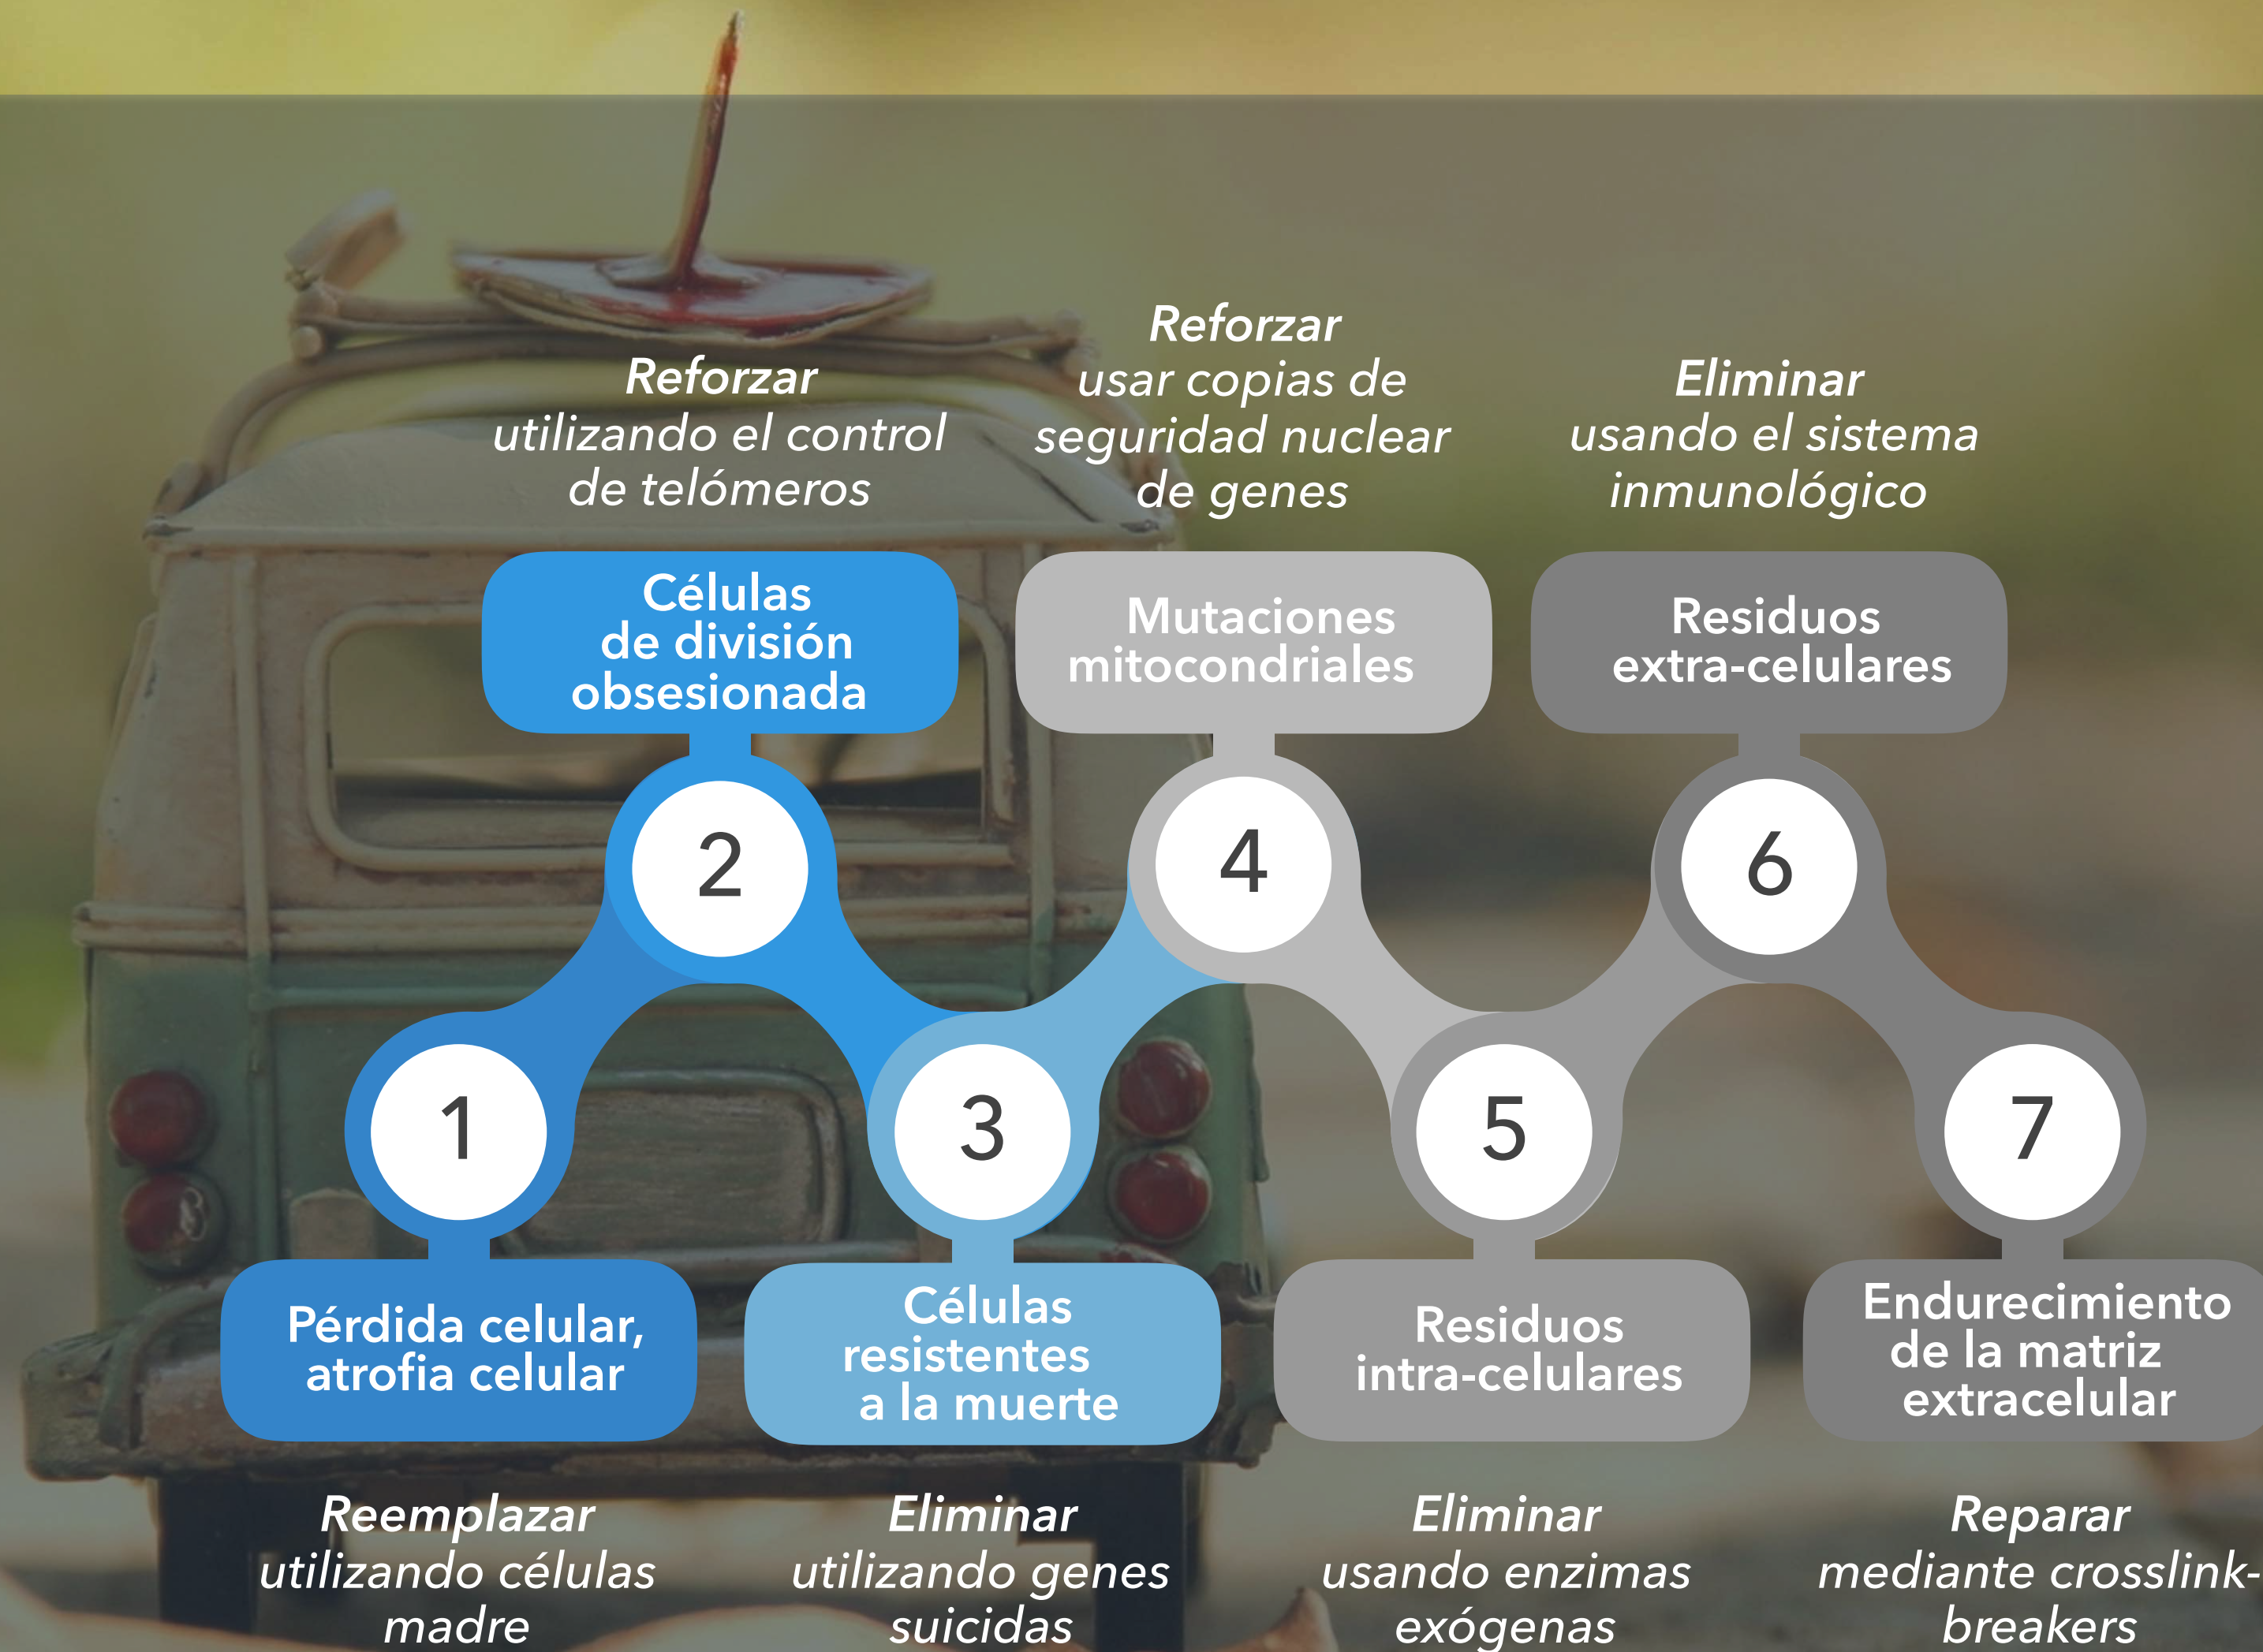 Reforzar
utilizando el control
de telómeros
Reforzar
usar copias de
seguridad nuclear
de genes
Eliminar
usando el sistema
inmunológico
Células
de división
obsesionada
Mutaciones
mitocondriales
Residuos
extra-celulares
2
4
6
1
3
5
7
Pérdida celular,
atrofia celular
Células
resistentes
a la muerte
Residuos
intra-celulares
Endurecimiento
de la matriz
extracelular
Reemplazar
utilizando células
madre
Eliminar
utilizando genes
suicidas
Eliminar
usando enzimas
exógenas
Reparar
mediante crosslink-
breakers